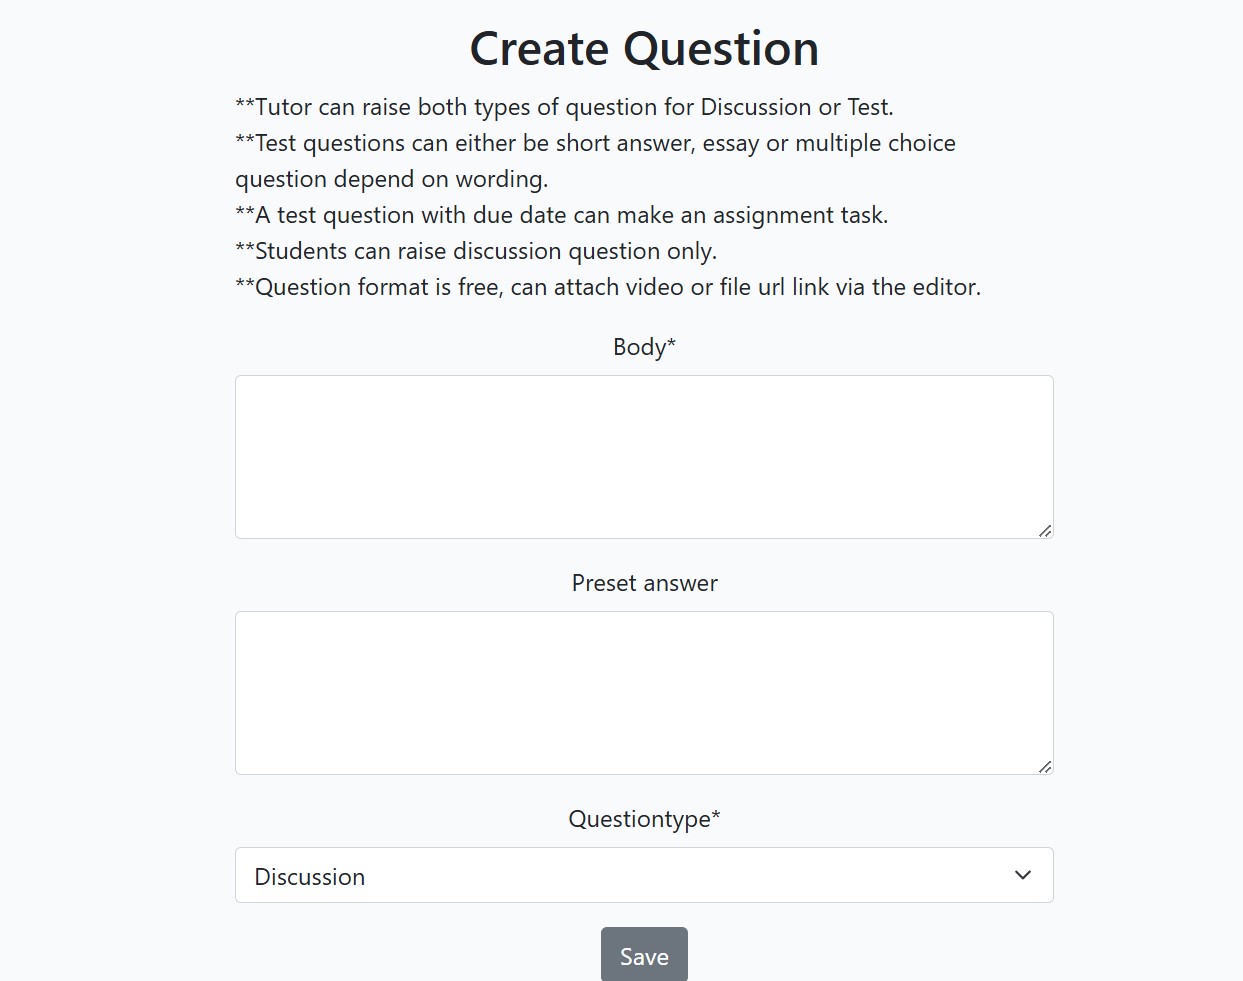 Create Question
**Tutor can raise both types of question for Discussion or Test.
**Test questions can either be short answer, essay or multiple choice
question depend on wording.
**A test question with due date can make an assignment task.
**Students can raise discussion question only.
**Question format is free, can attach video or file url link via the editor.
Body*
Preset answer
Questiontype*
Discussion
Save